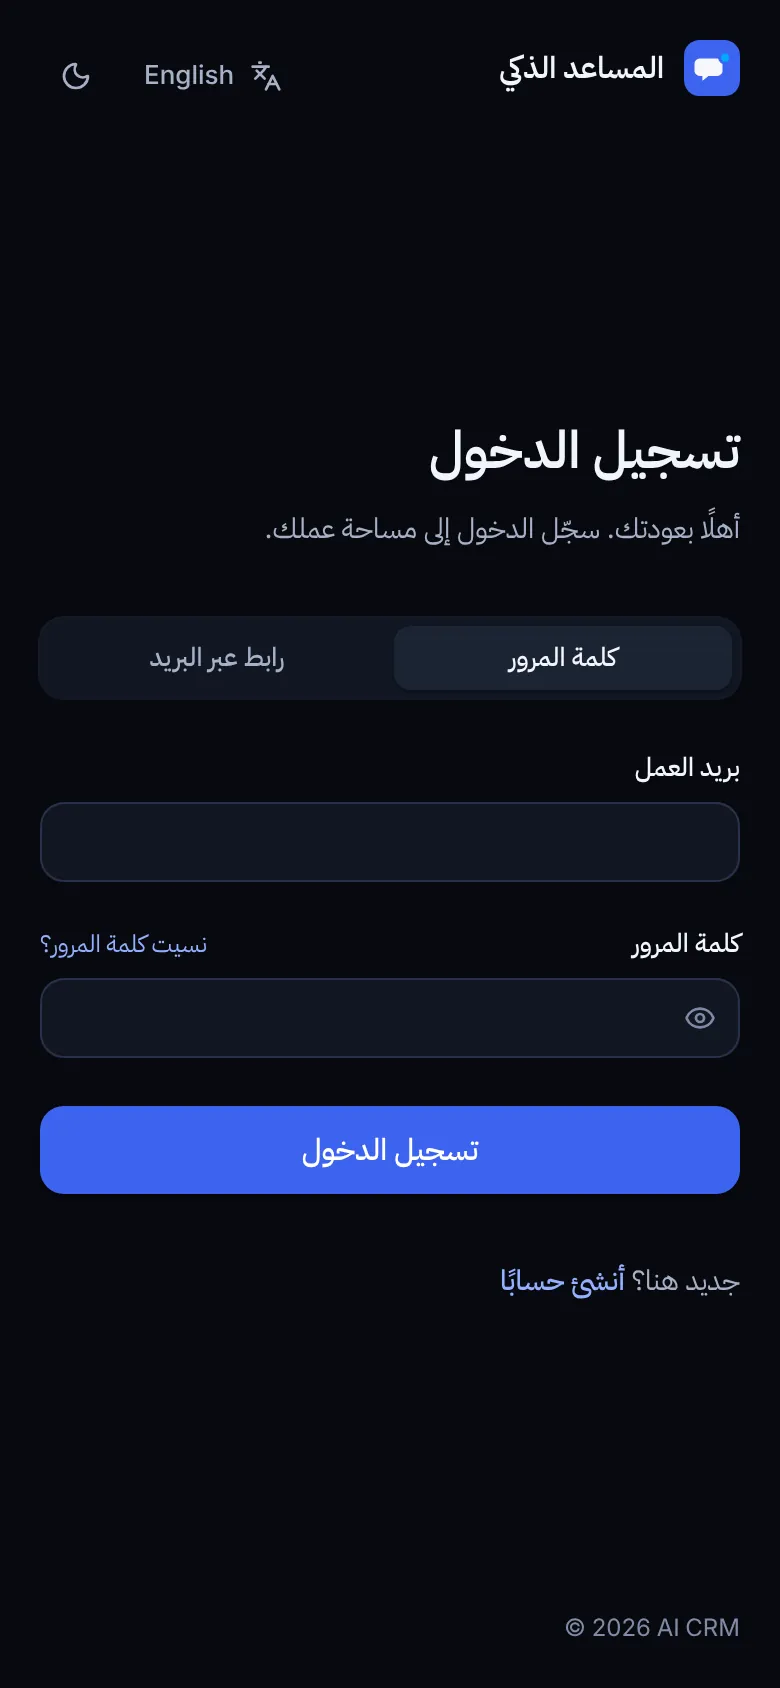 المساعد الذكي
English
تسجيل الدخول
أهلًا بعودتك. سجّل الدخول إلى مساحة عملك.
كلمة المرور
رابط عبر البريد
بريد العمل
كلمة المرور
نسيت كلمة المرور؟
تسجيل الدخول
جديد هنا؟ أنشئ حسابًا
© 2026 AI CRM